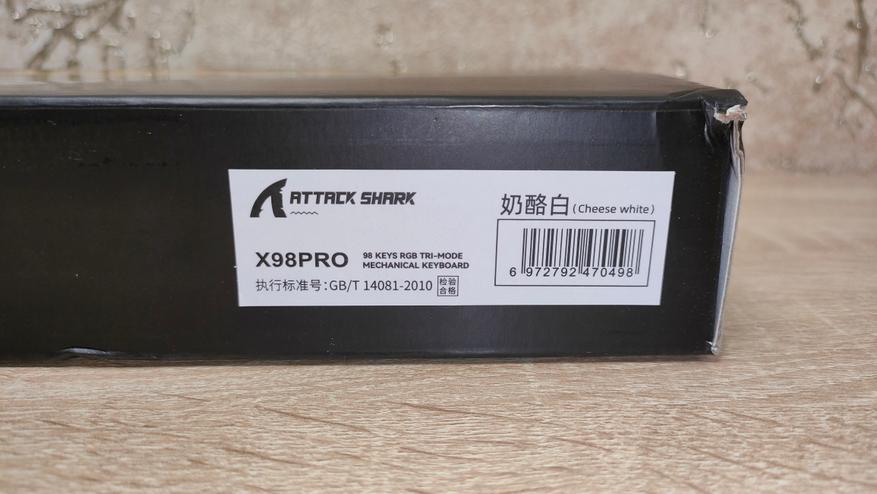 ATTACK SHARK
奶酪白(Cheese white)
X98PRO
98 KEYS RGB TRI-MODE
MECHANICAL KEYBOARD
执行标准号:GB/T 14081-2010
检验
合格
6 972792 470498